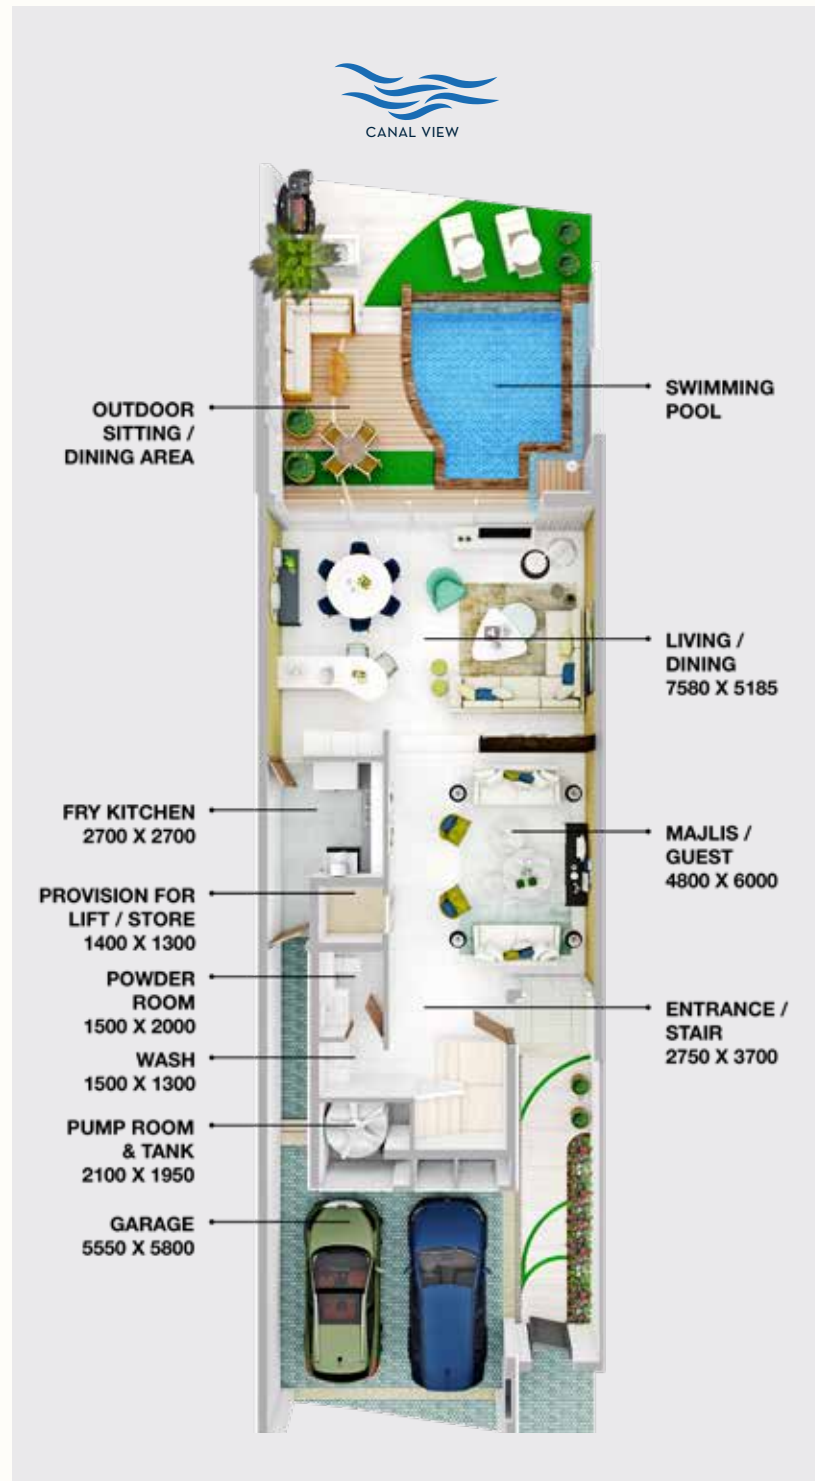 CANAL VIEW
OUTDOOR
SITTING /
DINING AREA
SWIMMING
POOL
LIVING /
DINING
7580 X 5185
FRY KITCHEN
2700 X 2700
MAJLIS /
GUEST
4800 X 6000
PROVISION FOR
LIFT / STORE
1400 X 1300
POWDER
ROOM
1500 X 2000
ENTRANCE /
STAIR
2750 X 3700
WASH
1500 X 1300
PUMP ROOM
& TANK
2100 X 1950
GARAGE
5550 X 5800